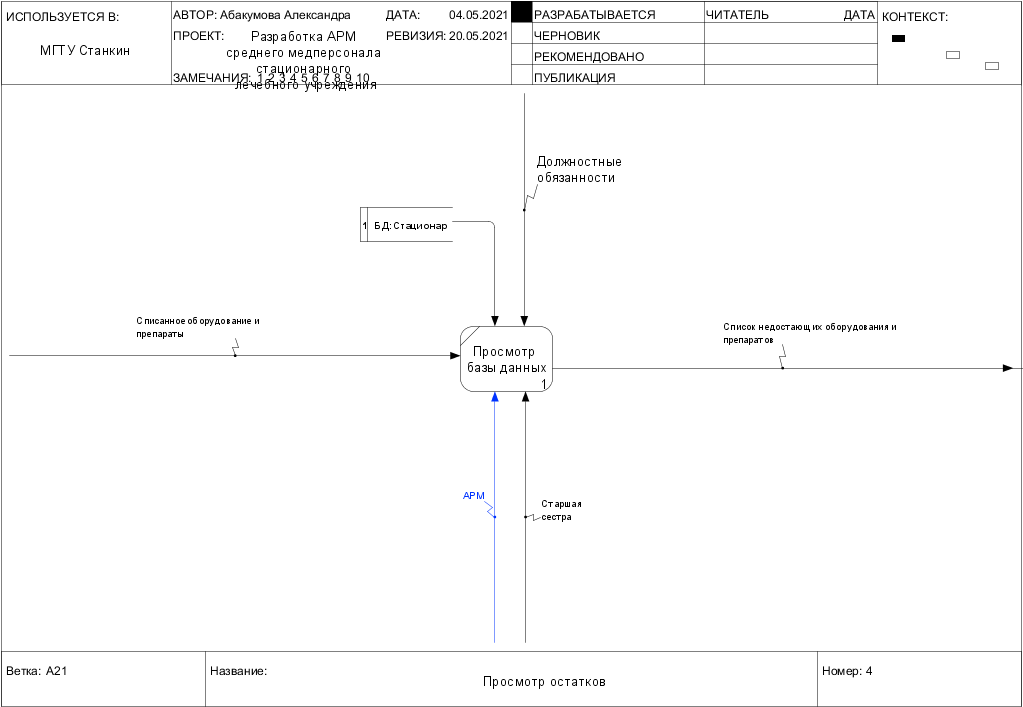 ИСПОЛЬЗУЕТСЯ В:
МГТУ Станкин
АВТОР: Абакумова Александра
ДАТА: 04.05.2021
ПРОЕКТ: Разработка АРМ
среднего медперсонала
стационарного
лечебного учреждения
РЕВИЗИЯ: 20.05.2021
ЗАМЕЧАНИЯ: 1 2 3 4 5 6 7 8 9 10
РАЗРАБАТЫВАЕТСЯ
ЧЕРНОВИК
РЕКОМЕНДОВАНО
ПУБЛИКАЦИЯ
ЧИТАТЕЛЬ ДАТА
КОНТЕКСТ:
Должностные
обязанности
1 БД: Стационар
Списанное оборудование и
препараты
Список недостающих оборудования и
препаратов
Просмотр
базы данных
1
АРМ
Старшая
сестра
Ветка: A21
Название:
Просмотр остатков
Номер: 4